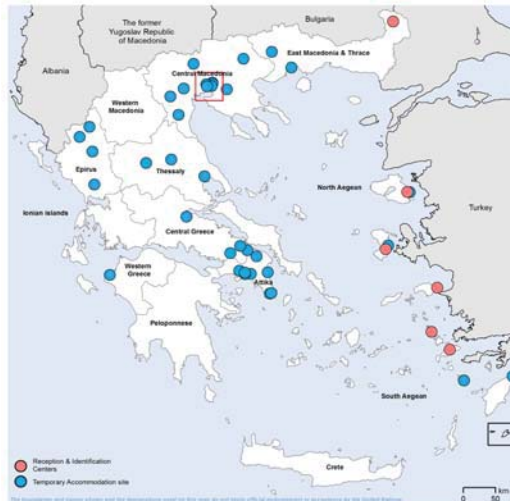 The former
Yugoslav Republic
of Macedonia
Bulgaria
Albania
East Macedonia & Thrace
Central Macedonia
Western
Macedonia
Epirus
Thessaly
North Aegean
Turkey
Ionian islands
Central Greece
Western
Greece
Attika
Peloponnese
South Aegean
Crete
Reception & Identification
Centers
Temporary Accommodation site
0
50
km